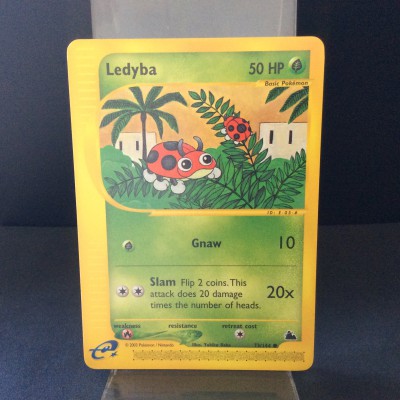 Ledyba 50 HP
Basic Pokémon
Gnaw 10
Slam Flip 2 coins. This
attack does 20 damage 20x
times the number of heads.
weakness resistance retreat cost